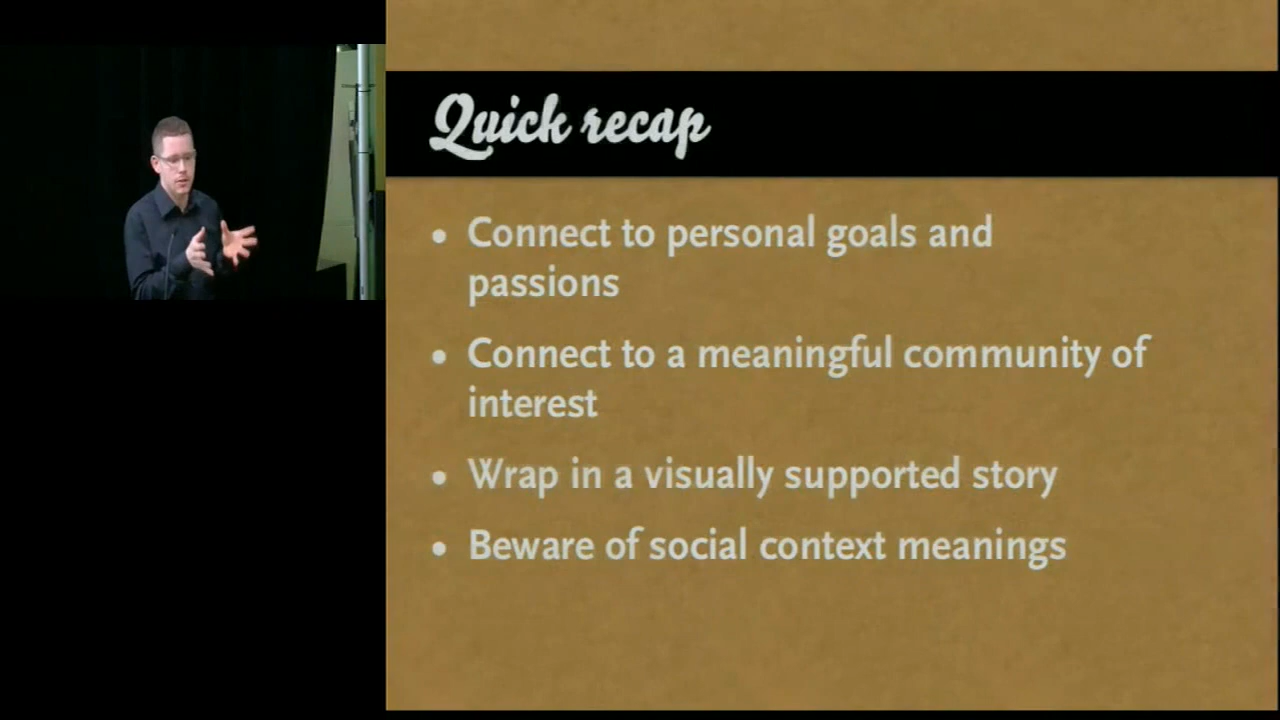 Quick recap
• Connect to personal goals and
passions
• Connect to a meaningful community of
interest
• Wrap in a visually supported story
• Beware of social context meanings